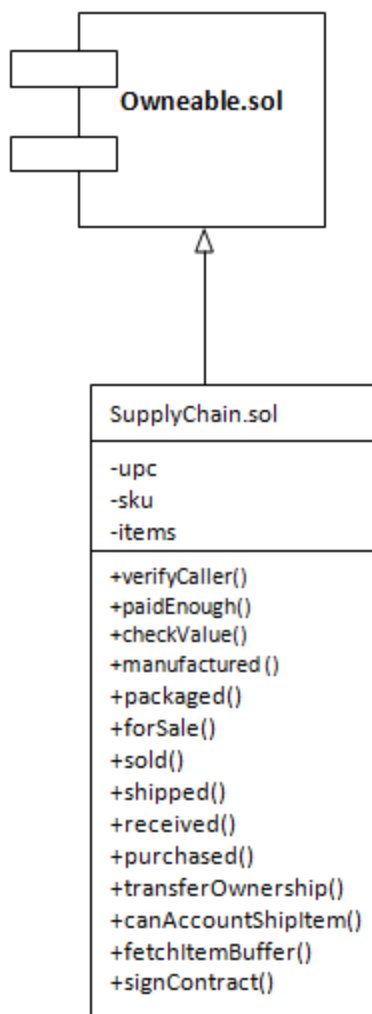 Owneable.sol
SupplyChain.sol
-upc
-sku
-items
+verifyCaller()
+paidEnough()
+checkValue()
+manufactured()
+packaged()
+forSale()
+sold()
+shipped()
+received()
+purchased()
+transferOwnership()
+canAccountShipItem()
+fetchItemBuffer()
+signContract()